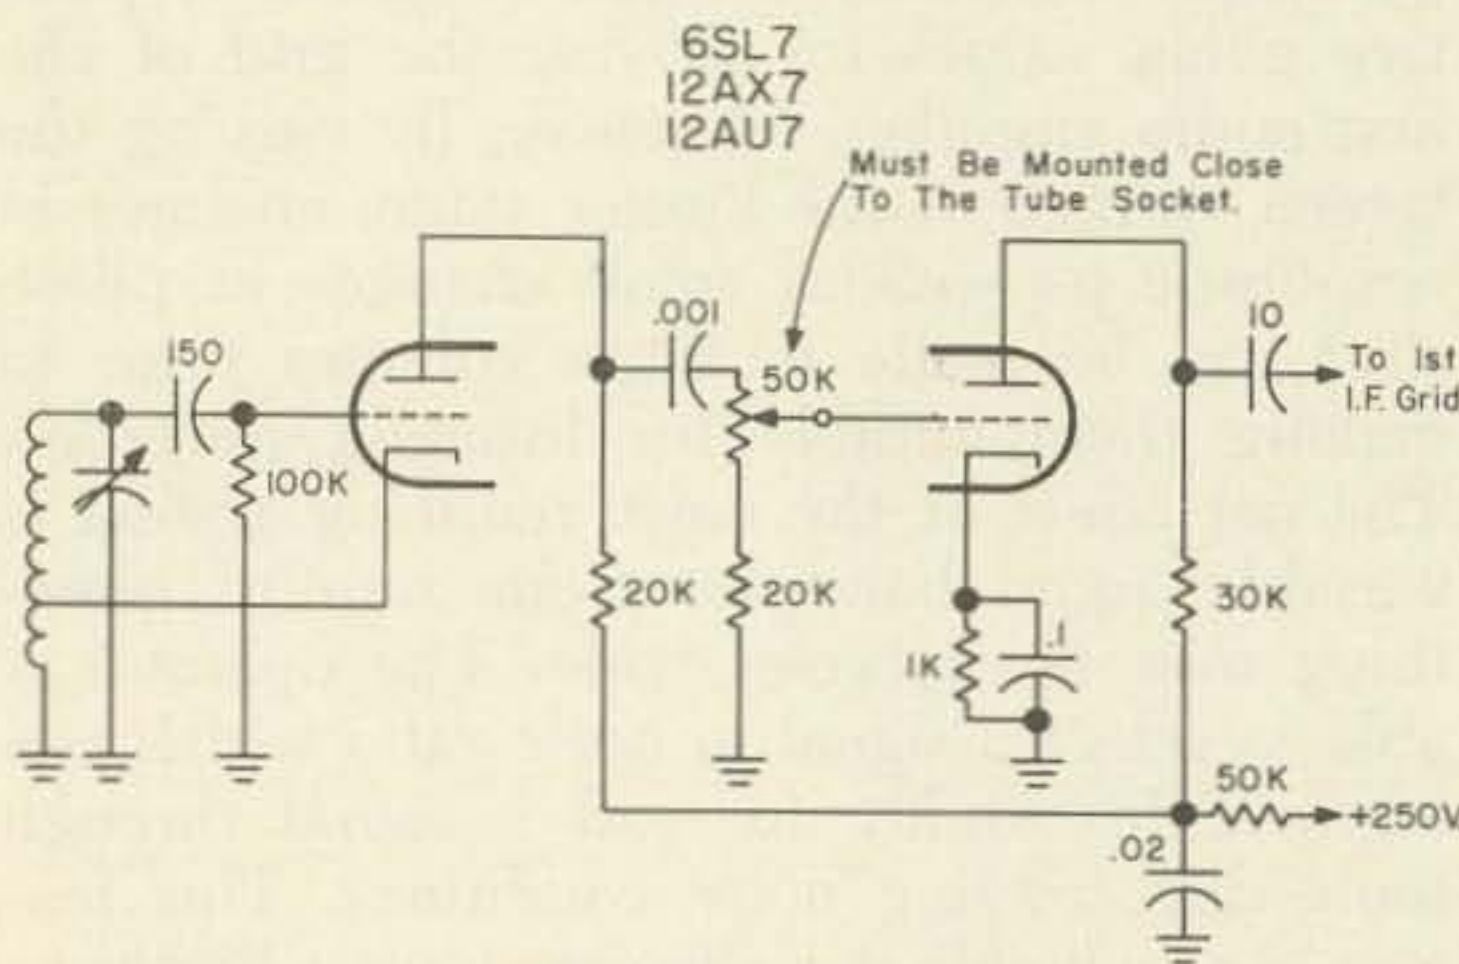 6SL7
12AX7
12AU7
Must Be Mounted Close
To The Tube Socket.
150
100K
.001
50K
20K
20K
1K
.1
10
To 1st
I.F. Grid
30K
50K
+250V
.02